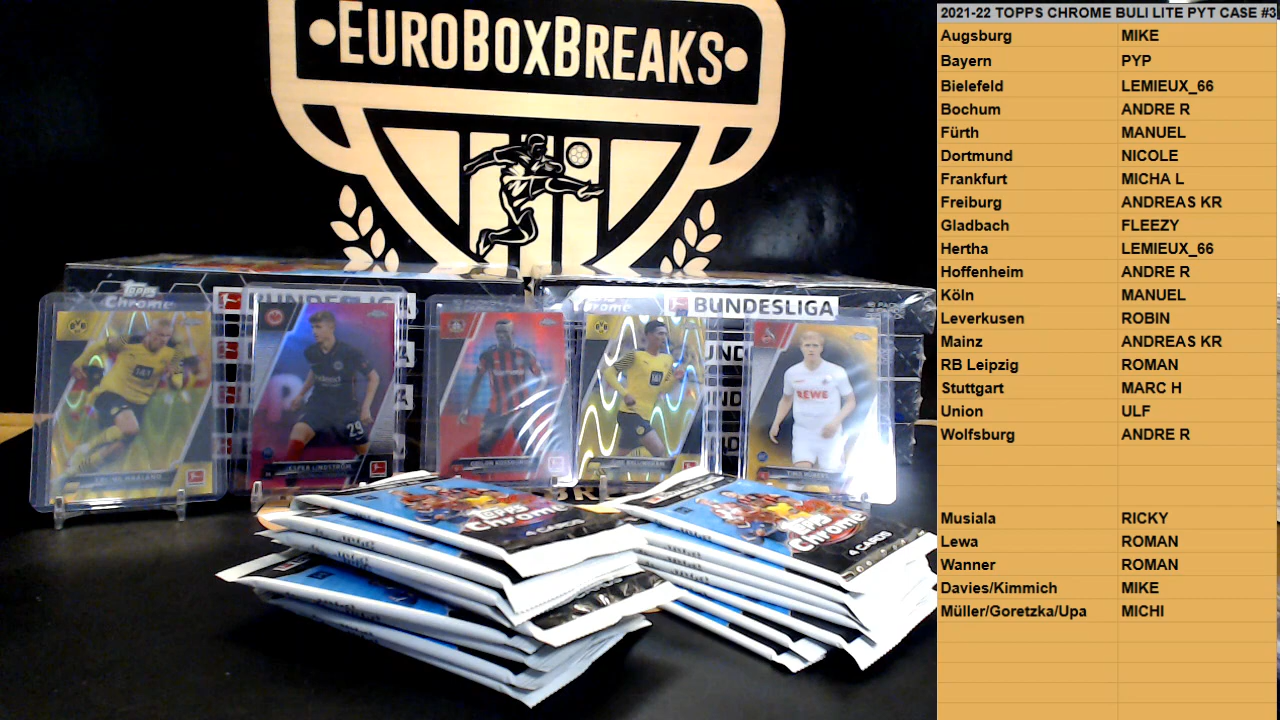 EUROBOXBREAKS
Topps
Chrome
BUNDESLIGA
BUNDESLIGA
REWE
29
Topps
Chrome
4 CARDS
Topps
Chrome
4 CARDS
2021-22 TOPPS CHROME BULI LITE PYT CASE #3
Augsburg MIKE
Bayern PYP
Bielefeld LEMIEUX_66
Bochum ANDRE R
Fürth MANUEL
Dortmund NICOLE
Frankfurt MICHA L
Freiburg ANDREAS KR
Gladbach FLEEZY
Hertha LEMIEUX_66
Hoffenheim ANDRE R
Köln MANUEL
Leverkusen ROBIN
Mainz ANDREAS KR
RB Leipzig ROMAN
Stuttgart MARC H
Union ULF
Wolfsburg ANDRE R
Musiala RICKY
Lewa ROMAN
Wanner ROMAN
Davies/Kimmich MIKE
Müller/Goretzka/Upa MICHI